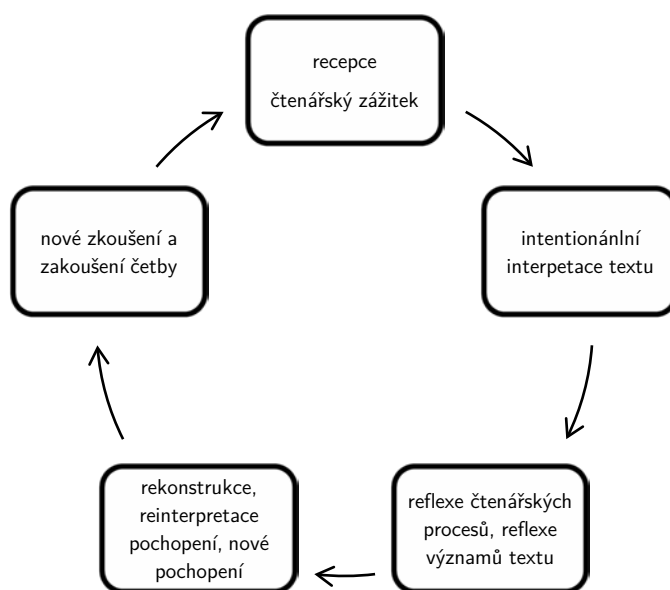 recepce
čtenářský zážitek
intentionánlní
interpetace textu
reflexe čtenářských
procesů, reflexe
významů textu
rekonstrukce,
reinterpretace
pochopení, nové
pochopení
nové zkoušení a
zakoušení četby